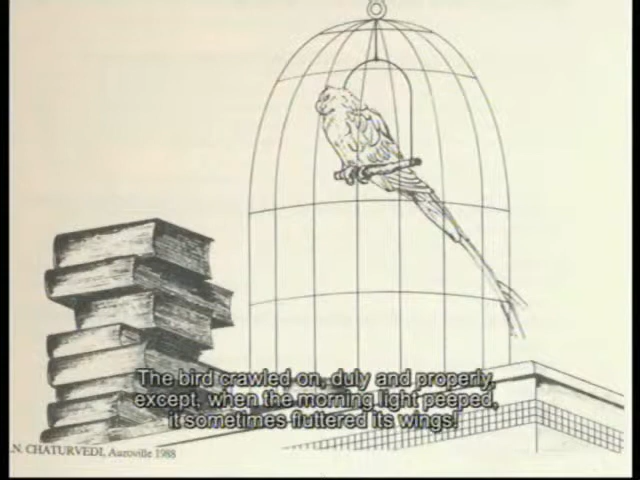 The bird crawled on, duly and properly,
except, when the morning light peeped,
it sometimes fluttered its wings!
.N. CHATURVEDI, Auroville 1988